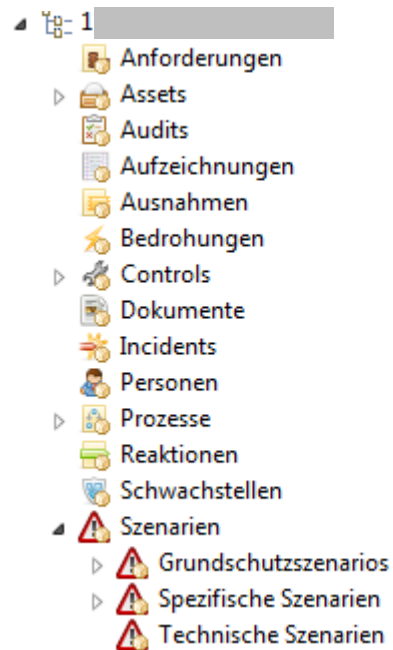 1
Anforderungen
Assets
Audits
Aufzeichnungen
Ausnahmen
Bedrohungen
Controls
Dokumente
Incidents
Personen
Prozesse
Reaktionen
Schwachstellen
Szenarien
Grundschutzszenarios
Spezifische Szenarien
Technische Szenarien